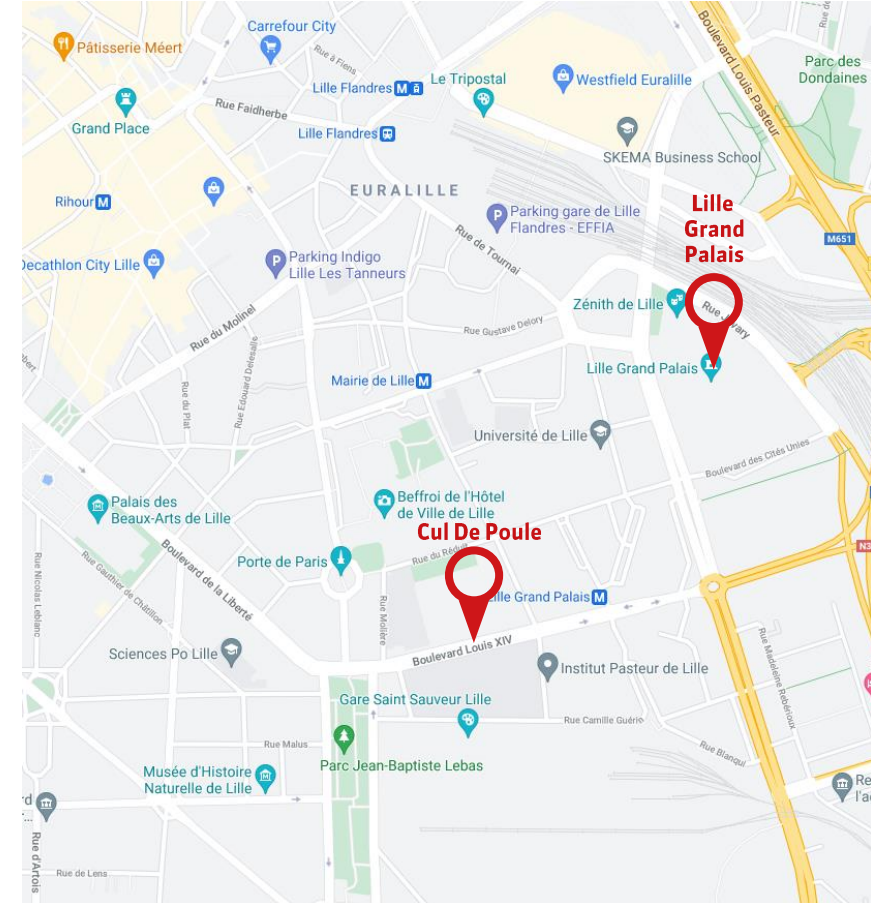 Carrefour City
Pâtisserie Méert
Rue à Fiens
Boulevard Louis Pasteur
Rue de
Parc des
Dondaines
Lille Flandres M
Le Tripostal
Westfield Euralille
Grand Place
Rue Faidherbe
Lille Flandres
SKEMA Business School
EURALILLE
Rihour M
P
Parking gare de Lille
Flandres - EFFIA
Lille
Grand
Palais
Rue de Tournai
M651
Decathlon City Lille
P
Parking Indigo
Lille Les Tanneurs
Zénith de Lille
Rue du Molinel
Rue Gustave Delory
Rue Edouard Delesalle
Rue du Plat
Mairie de Lille M
Lille Grand Palais
Université de Lille
Boulevard des Cités Unies
Palais des
Beaux-Arts de Lille
Beffroi de l'Hôtel
de Ville de Lille
Cul De Poule
Rue du
Porte de Paris
N3
Boulevard de la Liberté
Rue Gauthier de Châtillon
Rue Nicolas Leblanc
Rue Molière
Lille Grand Palais M
Sciences Po Lille
Boulevard Louis XIV
Institut Pasteur de Lille
Rue Madeleine Rebérioux
Gare Saint Sauveur Lille
Rue Camille Guérin
Rue Malus
Rue Blanqui
Parc Jean-Baptiste Lebas
Musée d'Histoire
Naturelle de Lille
Re
l'a
rd
Rue d'Artois
Rue de Lens